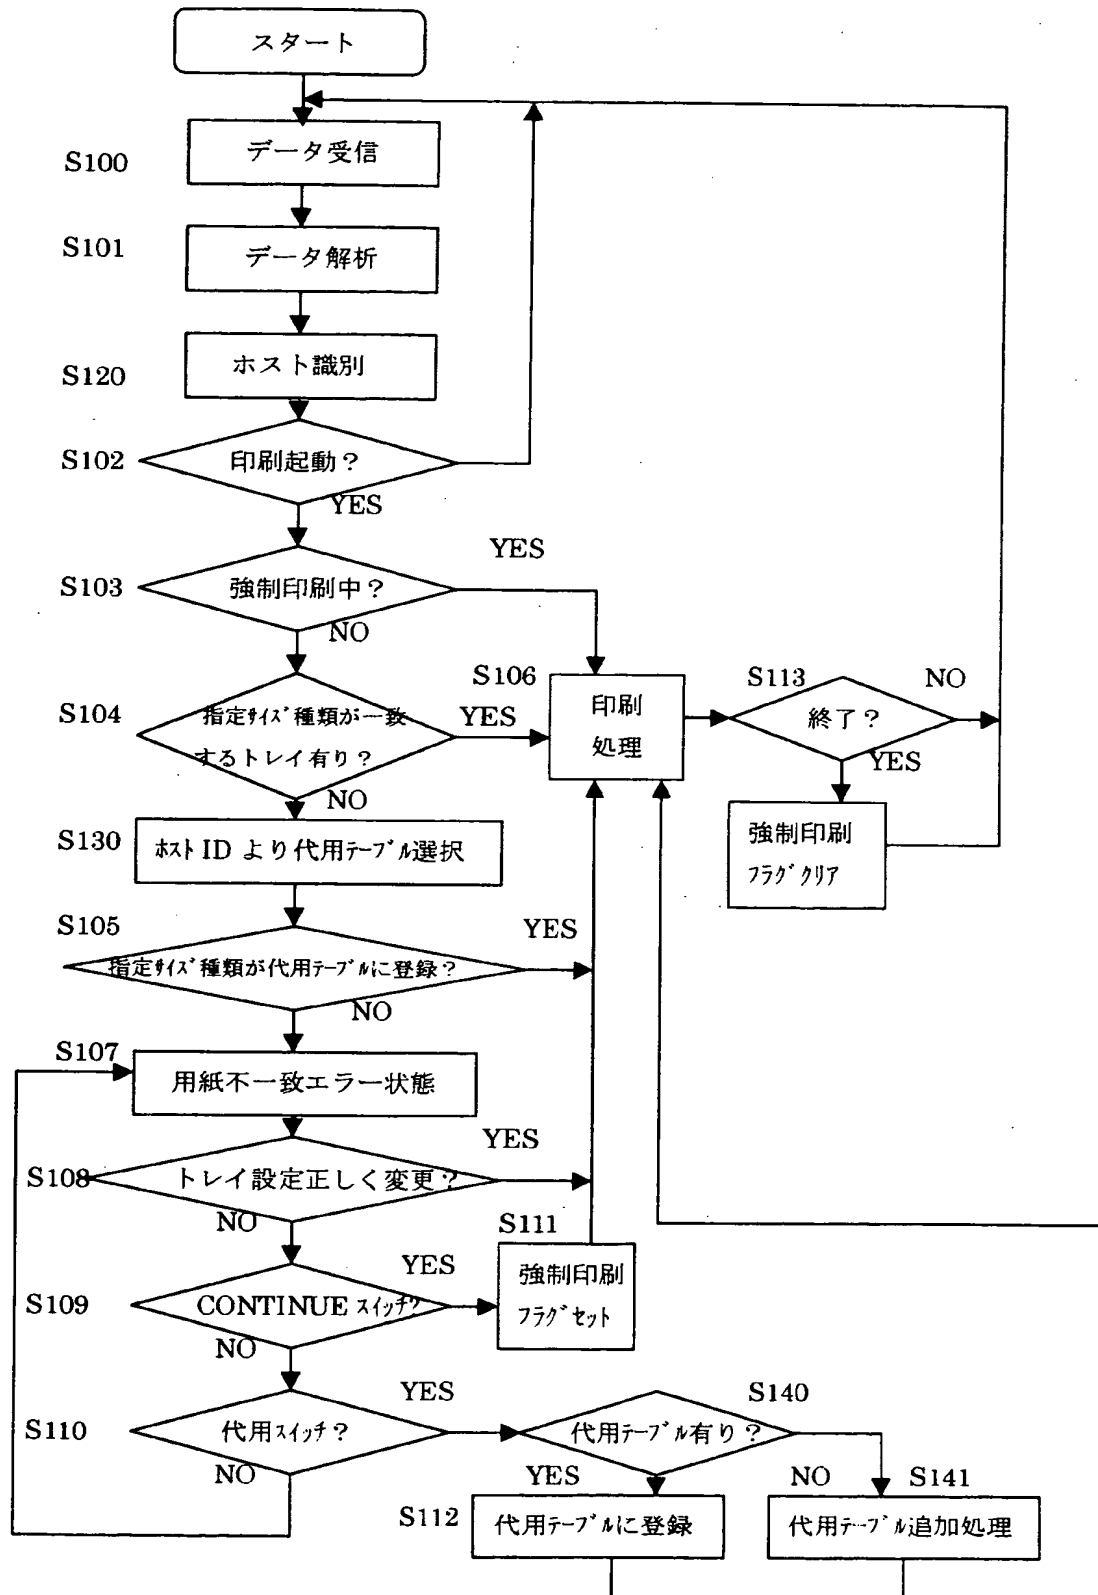 スタート
S100
データ受信
S101
データ解析
S120
ホスト識別
S102
印刷起動？
YES
S103
強制印刷中？
YES
NO
S104
指定ｻｲｽﾞ種類が一致
するトレイ有り？
YES
NO
S106
印刷
処理
S113
終了？
NO
YES
強制印刷
ﾌﾗｸﾞｸﾘｱ
S130
ﾎｽﾄ ID より代用ﾃｰﾌﾞﾙ選択
S105
指定ｻｲｽﾞ種類が代用ﾃｰﾌﾞﾙに登録？
YES
NO
S107
用紙不一致エラー状態
S108
トレイ設定正しく変更？
YES
NO
S109
CONTINUE ｽｲｯﾁ？
YES
NO
S111
強制印刷
ﾌﾗｸﾞｾｯﾄ
S110
代用ｽｲｯﾁ？
YES
NO
S140
代用ﾃｰﾌﾞﾙ有り？
YES
NO
S112
代用ﾃｰﾌﾞﾙに登録
S141
代用ﾃｰﾌﾞﾙ追加処理